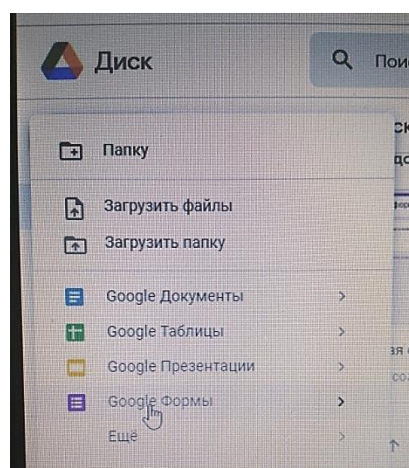 Диск
Папку
Загрузить файлы
Загрузить папку
Google Документы
Google Таблицы
Google Презентации
Google Формы
Ещё